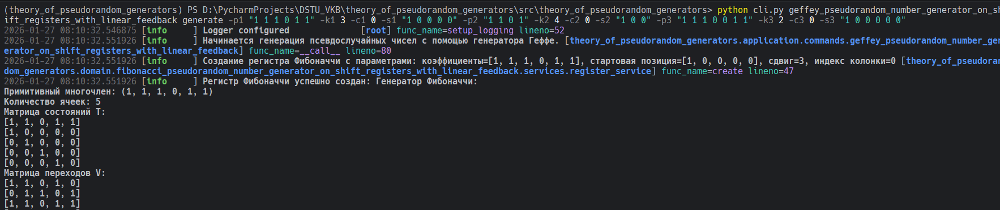 (theory_of_pseudorandom_generators) PS D:\PycharmProjects\DSTU_VKB\theory_of_pseudorandom_generators\src\theory_of_pseudorandom_generators> python cli.py geffey_pseudorandom_number_generator_on_sh
ift_registers_with_linear_feedback generate -p1 "1 1 1 0 1 1" -k1 3 -c1 0 -s1 "1 0 0 0 0" -p2 "1 1 0 1" -k2 4 -c2 0 -s2 "1 0 0" -p3 "1 1 1 0 0 1 1" -k3 2 -c3 0 -s3 "1 0 0 0 0 0"
2026-01-27 08:10:32.546875 [info     ] Logger configured              [root] func_name=setup_logging lineno=52
2026-01-27 08:10:32.551926 [info     ] Начинается генерация псевдослучайных чисел с помощью генератора Геффе. [theory_of_pseudorandom_generators.application.commands.geffey_pseudorandom_number_gen
erator_on_shift_registers_with_linear_feedback] func_name=__call__ lineno=80
2026-01-27 08:10:32.551926 [info     ] Создание регистра Фибоначчи с параметрами: коэффициенты=[1, 1, 1, 0, 1, 1], стартовая позиция=[1, 0, 0, 0, 0], сдвиг=3, индекс колонки=0 [theory_of_pseudoran
dom_generators.domain.fibonacci_pseudorandom_number_generator_on_shift_registers_with_linear_feedback.services.register_service] func_name=create lineno=47
2026-01-27 08:10:32.551926 [info     ] Регистр Фибоначчи успешно создан: Генератор Фибоначчи:
Примитивный многочлен: (1, 1, 1, 0, 1, 1)
Количество ячеек: 5
Матрица состояний T:
[1, 1, 0, 1, 1]
[1, 0, 0, 0, 0]
[0, 1, 0, 0, 0]
[0, 0, 1, 0, 0]
[0, 0, 0, 1, 0]
Матрица переходов V:
[1, 1, 0, 1, 0]
[0, 1, 1, 0, 1]
[1, 1, 0, 1, 1]